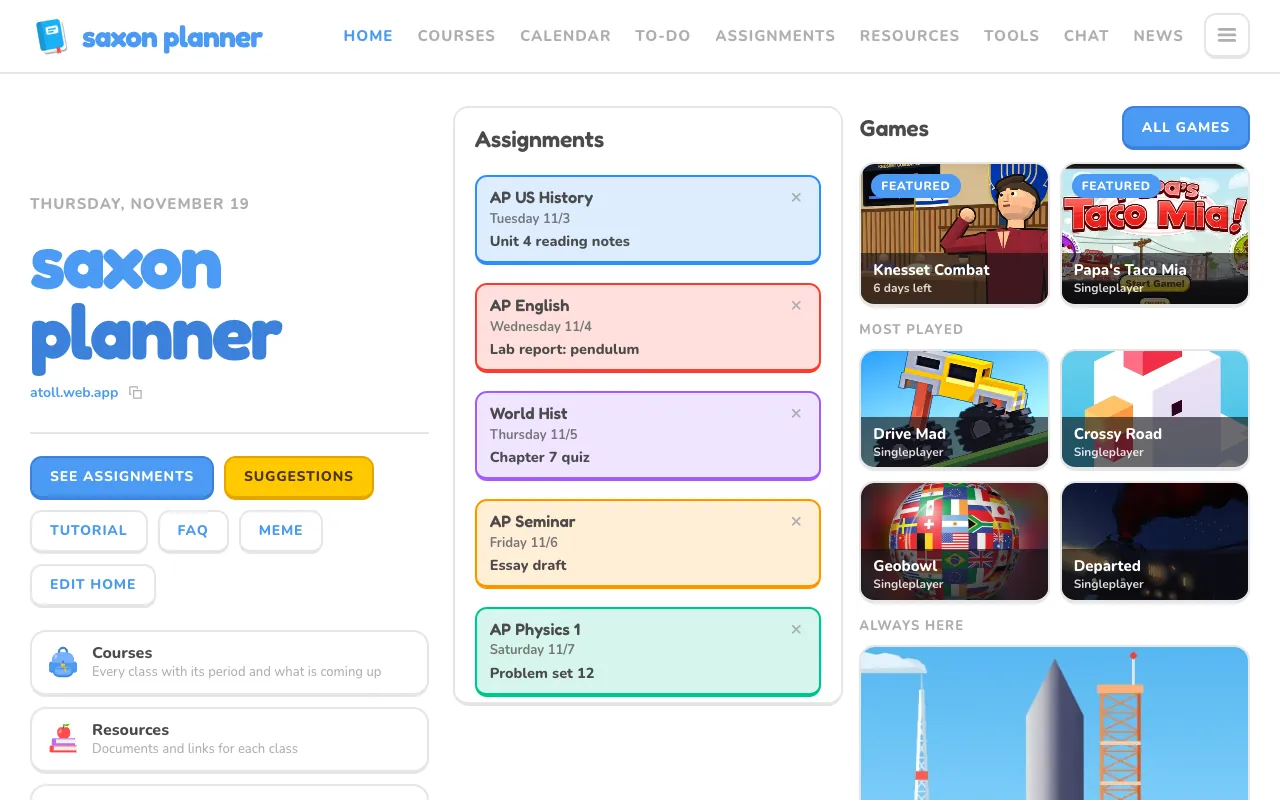 saxon planner
HOME
COURSES
CALENDAR
TO-DO
ASSIGNMENTS
RESOURCES
TOOLS
CHAT
NEWS
THURSDAY, NOVEMBER 19
saxon
planner
atoll.web.app
SEE ASSIGNMENTS
SUGGESTIONS
TUTORIAL
FAQ
MEME
EDIT HOME
Courses
Every class with its period and what is coming up
Resources
Documents and links for each class
Assignments
AP US History
Tuesday 11/3
Unit 4 reading notes
AP English
Wednesday 11/4
Lab report: pendulum
World Hist
Thursday 11/5
Chapter 7 quiz
AP Seminar
Friday 11/6
Essay draft
AP Physics 1
Saturday 11/7
Problem set 12
Games
ALL GAMES
FEATURED
Knesset Combat
6 days left
FEATURED
Taco Mia!
Start Game!
Papa's Taco Mia
Singleplayer
MOST PLAYED
Drive Mad
Singleplayer
Crossy Road
Singleplayer
Geobowl
Singleplayer
Departed
Singleplayer
ALWAYS HERE